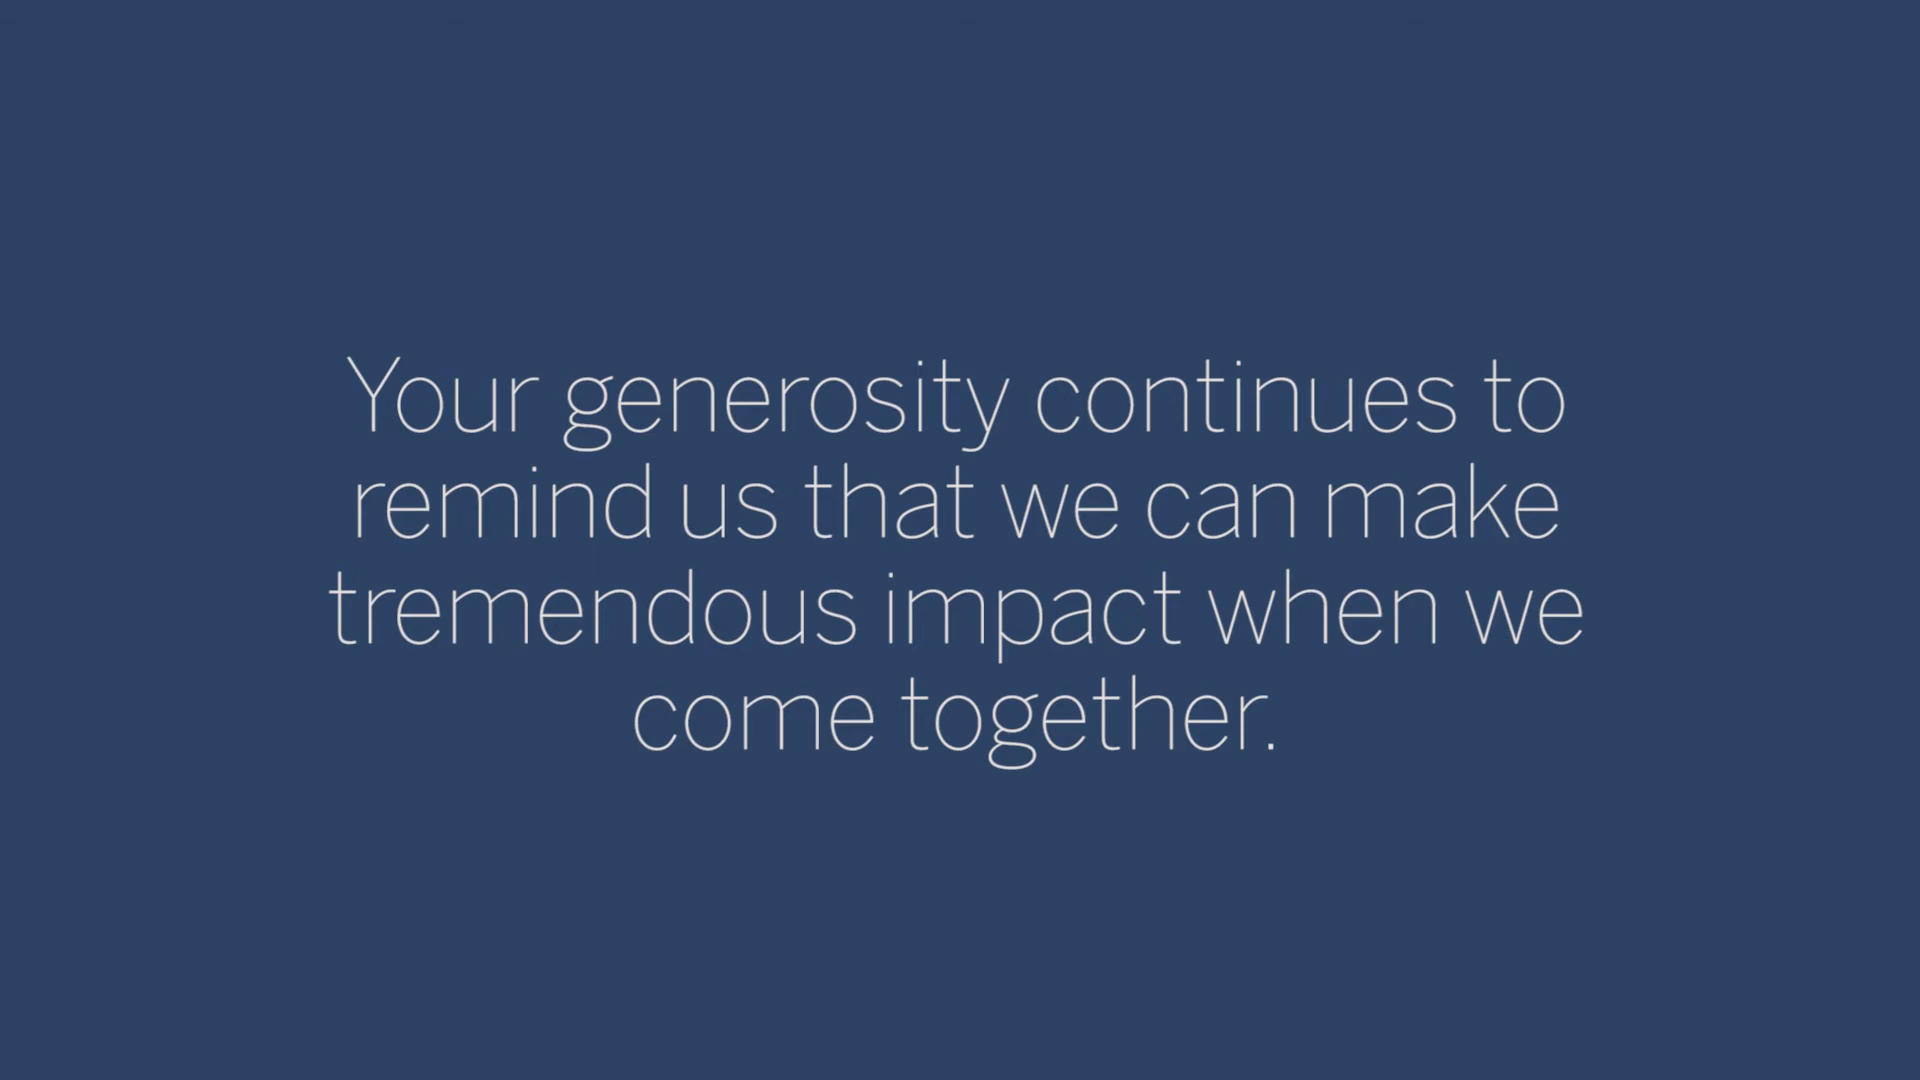 Your generosity continues to
remind us that we can make
tremendous impact when we
come together.